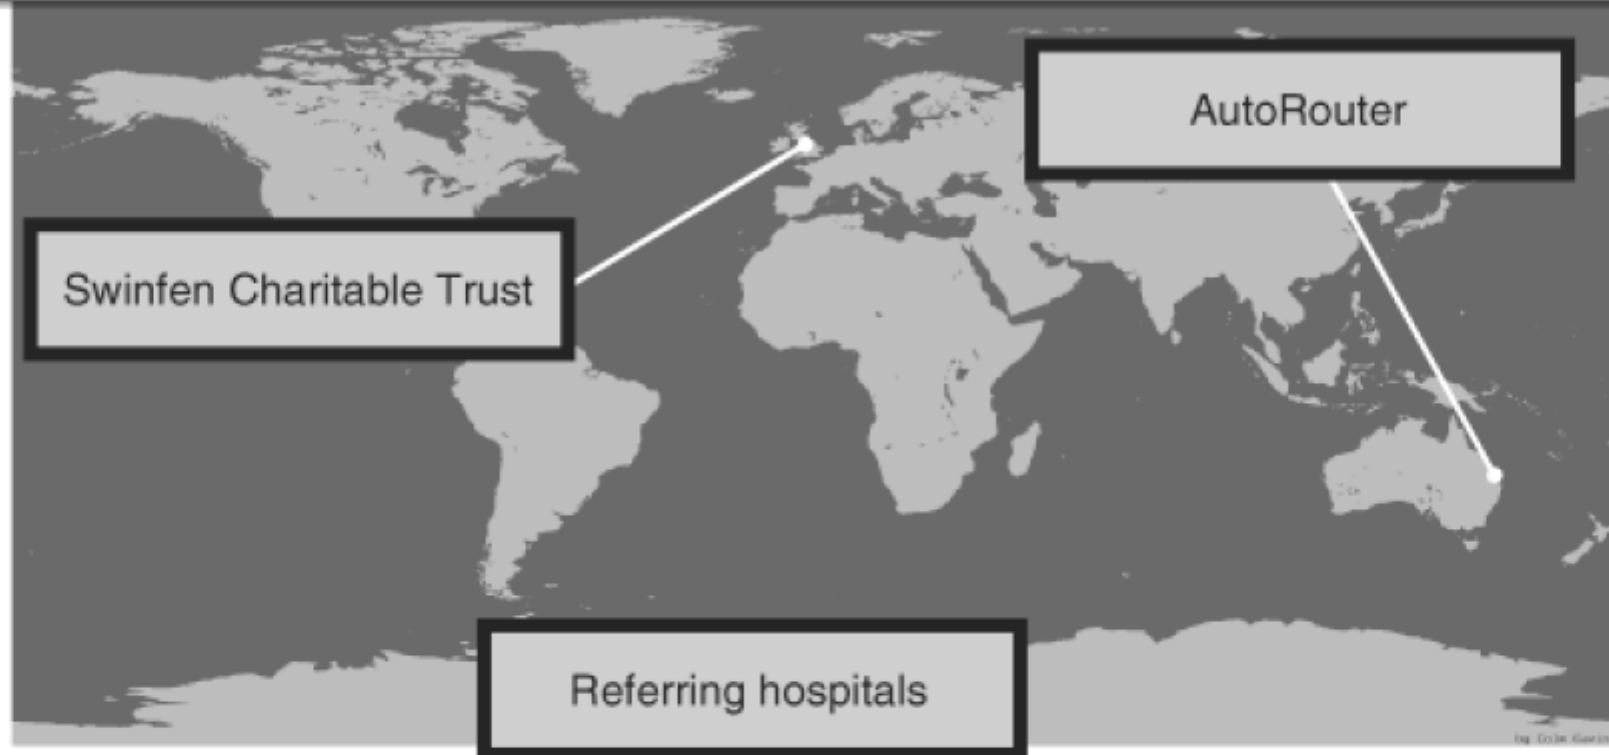 AutoRouter
Swinfen Charitable Trust
Referring hospitals